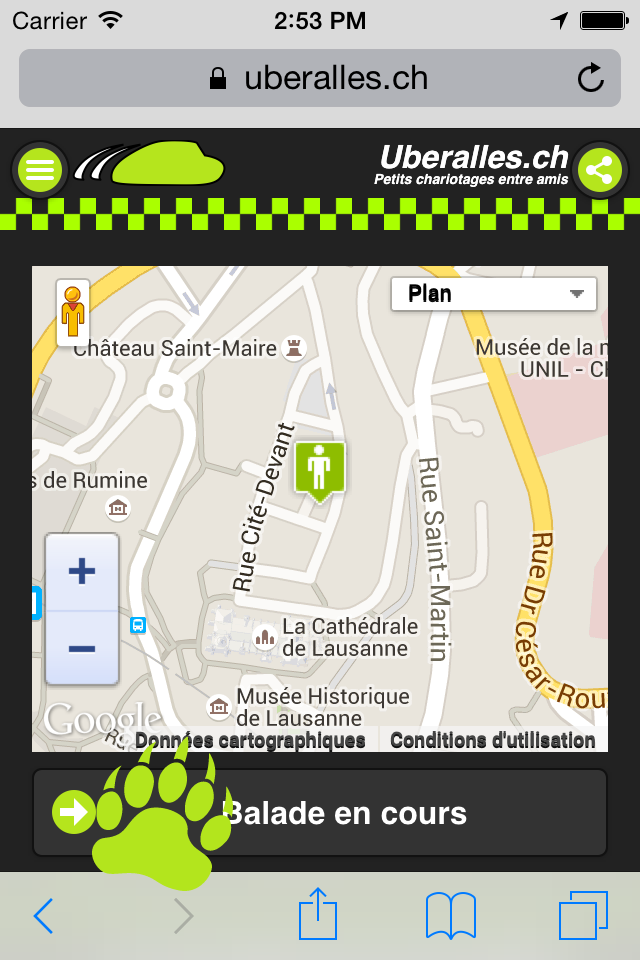 Carrier
2:53 PM
uberalles.ch
Uberalles.ch
Petits chariotages entre amis
Plan
Château Saint-Maire
Musée de la
UNIL -
s de Rumine
Rue Cité-Devant
Rue Saint-Martin
Rue Dr César-Rou
La Cathédrale
de Lausanne
Musée Historique
de Lausanne
Google
Données cartographiques
Conditions d'utilisation
Balade en cours